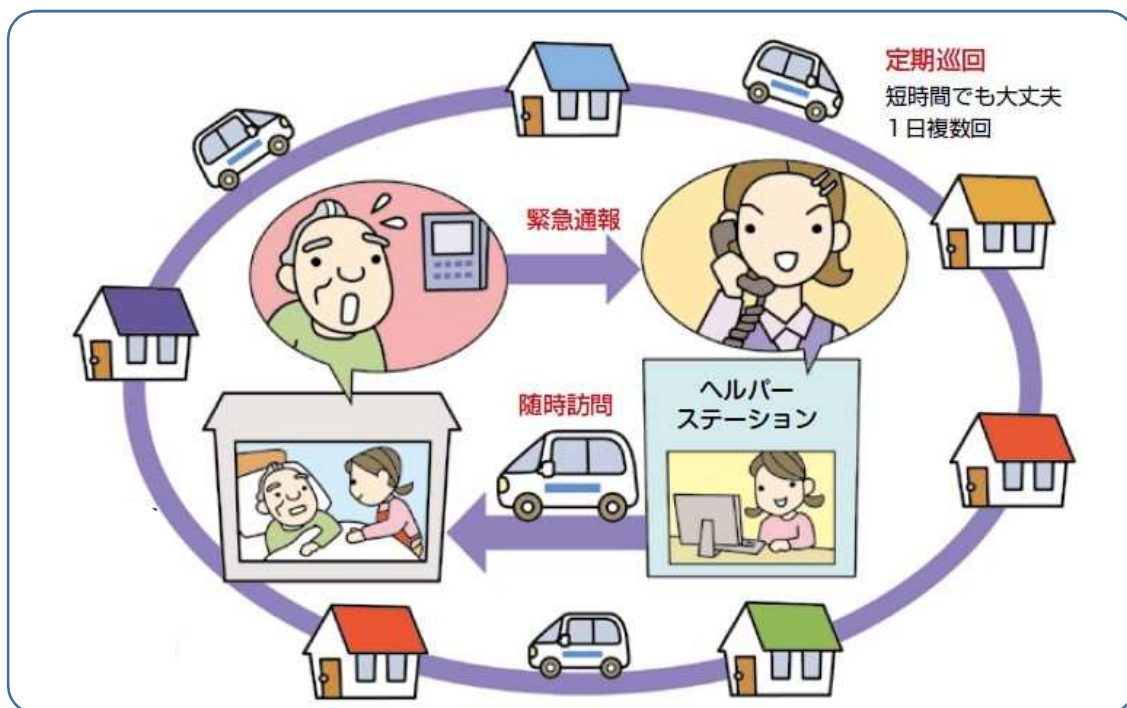 定期巡回
短時間でも大丈夫
1日複数回
緊急通報
随時訪問
ヘルパー
ステーション